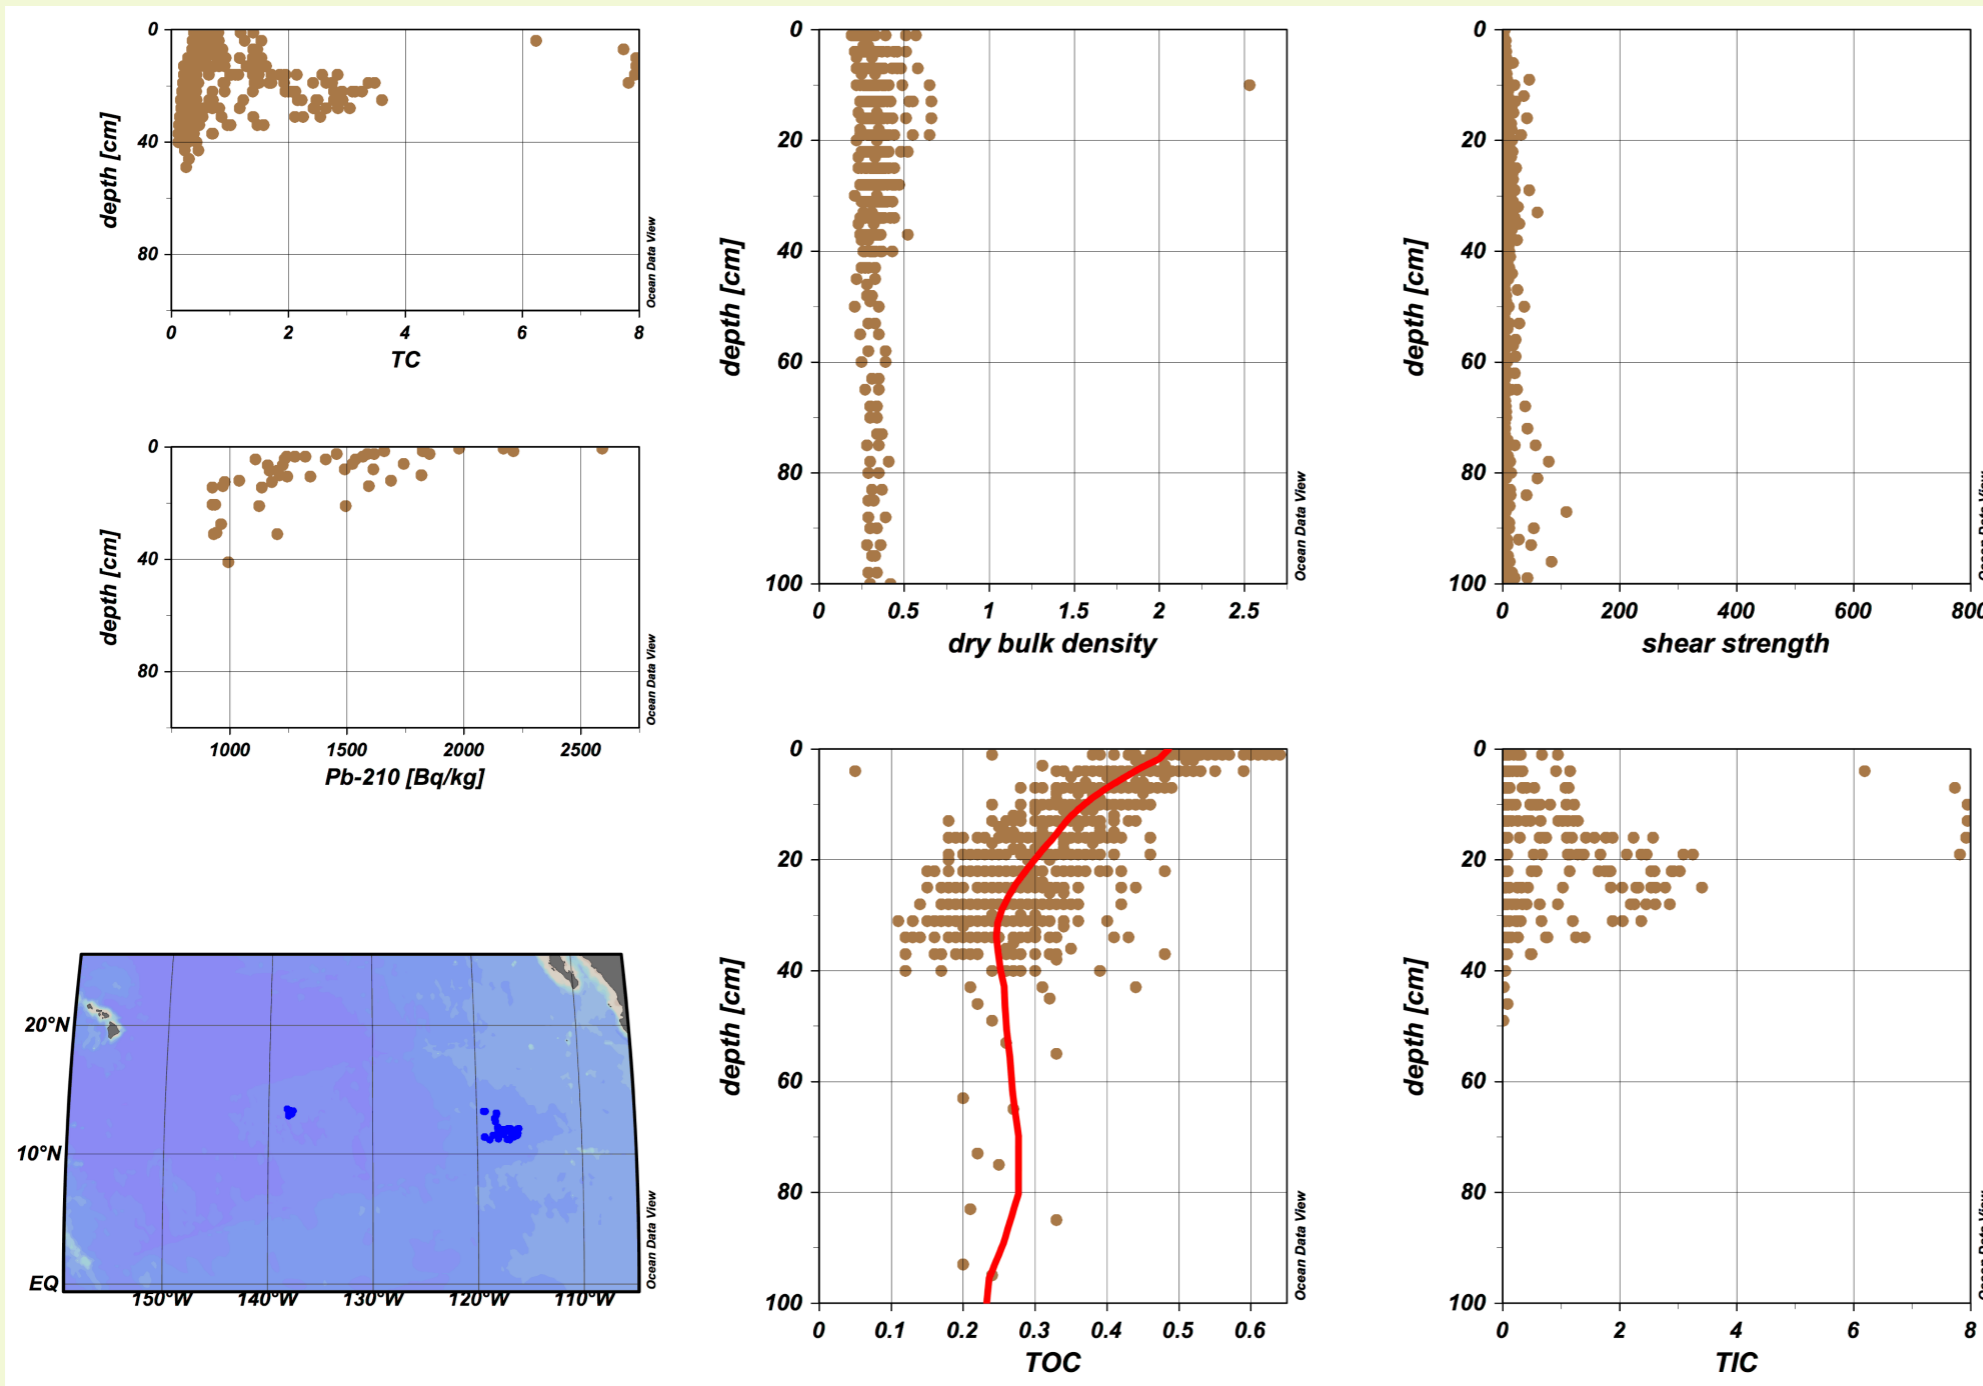 0
40
80
depth [cm]
0 2 4 6 8
TC
Ocean Data View
0
40
80
depth [cm]
1000 1500 2000 2500
Pb-210 [Bq/kg]
Ocean Data View
20°N
10°N
EQ
150°W 140°W 130°W 120°W 110°W
Ocean Data View
0
20
40
60
80
100
depth [cm]
0 0.5 1 1.5 2 2.5
dry bulk density
Ocean Data View
0
20
40
60
80
100
depth [cm]
0 0.1 0.2 0.3 0.4 0.5 0.6
TOC
Ocean Data View
0
20
40
60
80
100
depth [cm]
0 200 400 600 800
shear strength
Ocean Data View
0
20
40
60
80
100
depth [cm]
0 2 4 6 8
TIC
Ocean Data View